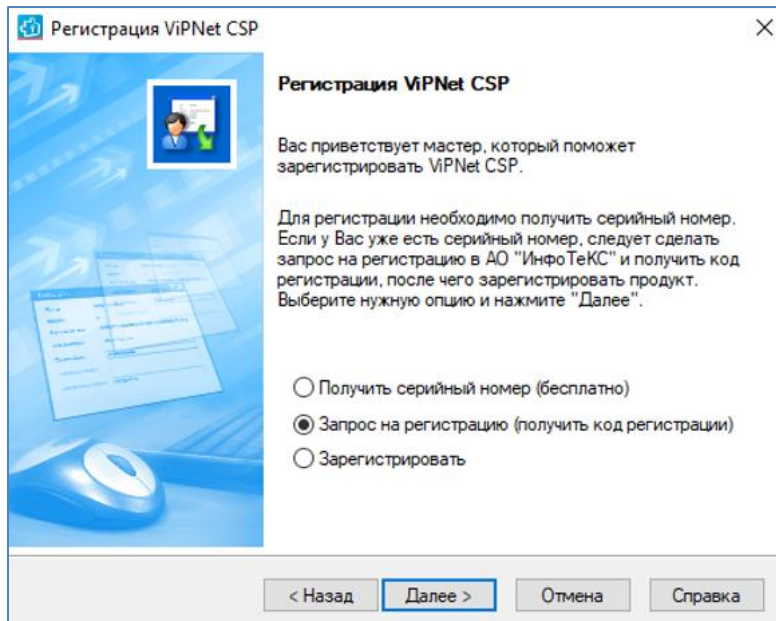 Регистрация ViPNet CSP
Регистрация ViPNet CSP
Вас приветствует мастер, который поможет
зарегистрировать ViPNet CSP.
Для регистрации необходимо получить серийный номер.
Если у Вас уже есть серийный номер, следует сделать
запрос на регистрацию в АО "ИнфоТеКС" и получить код
регистрации, после чего зарегистрировать продукт.
Выберите нужную опцию и нажмите "Далее".
Получить серийный номер (бесплатно)
Запрос на регистрацию (получить код регистрации)
Зарегистрировать
< Назад
Далее >
Отмена
Справка